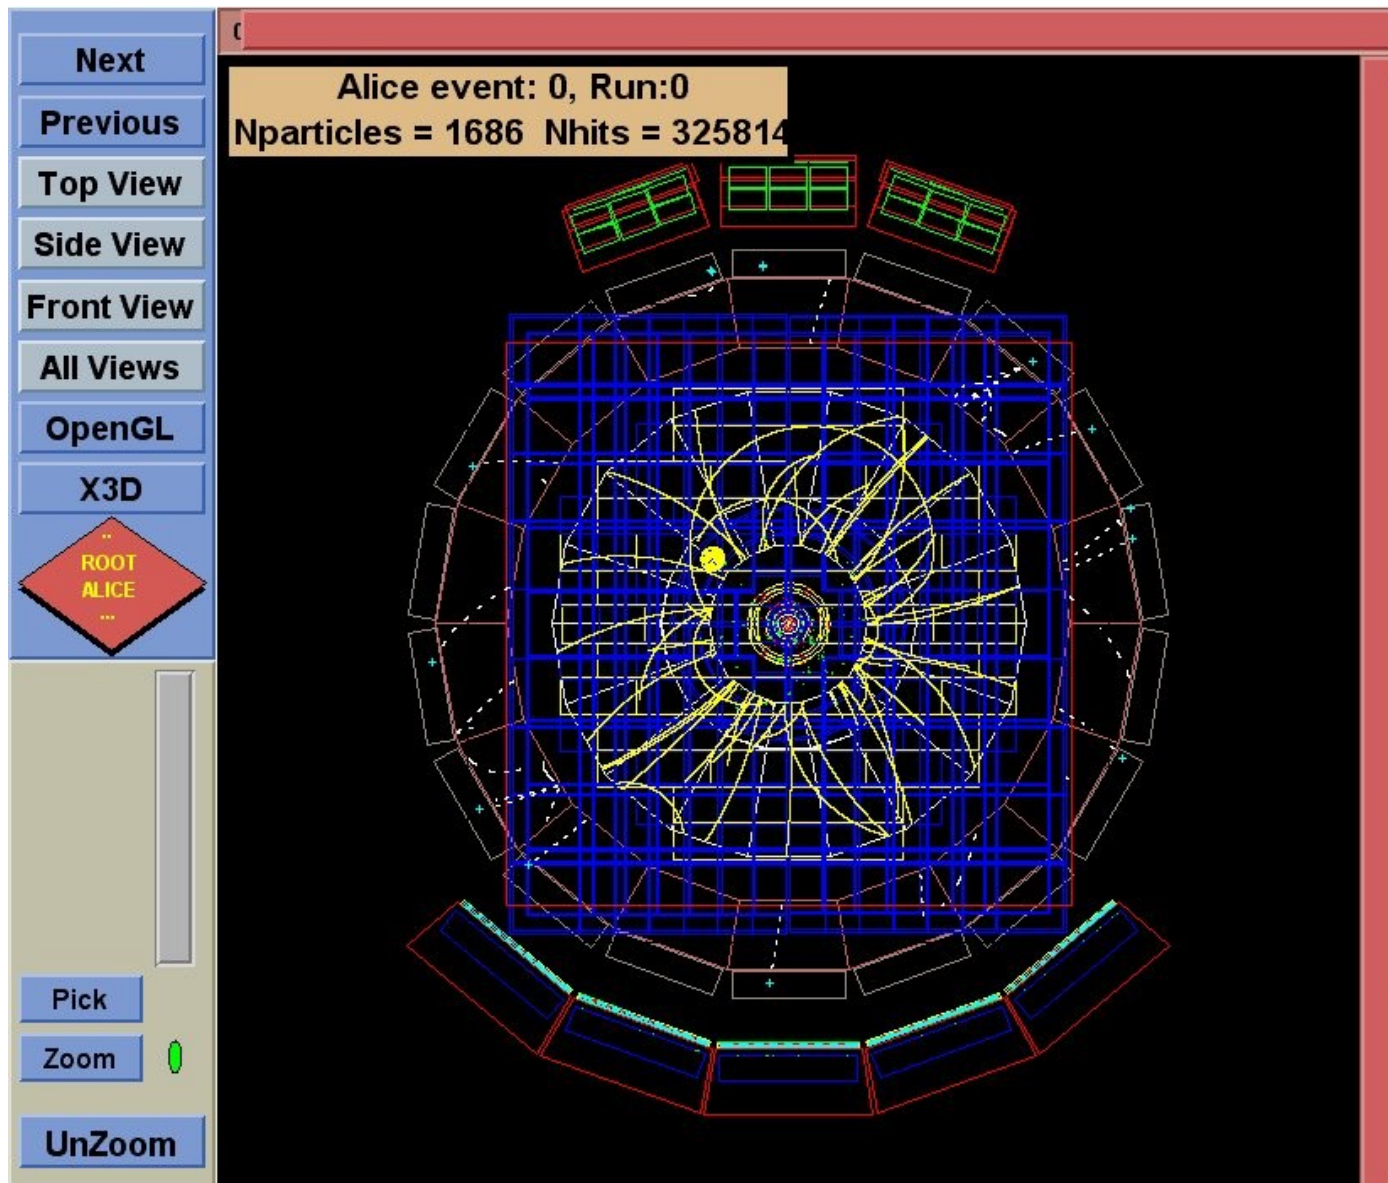 Next
Previous
Top View
Side View
Front View
All Views
OpenGL
X3D
..
ROOT
ALICE
...
Pick
Zoom
UnZoom
Alice event: 0, Run:0
Nparticles = 1686 Nhits = 325814